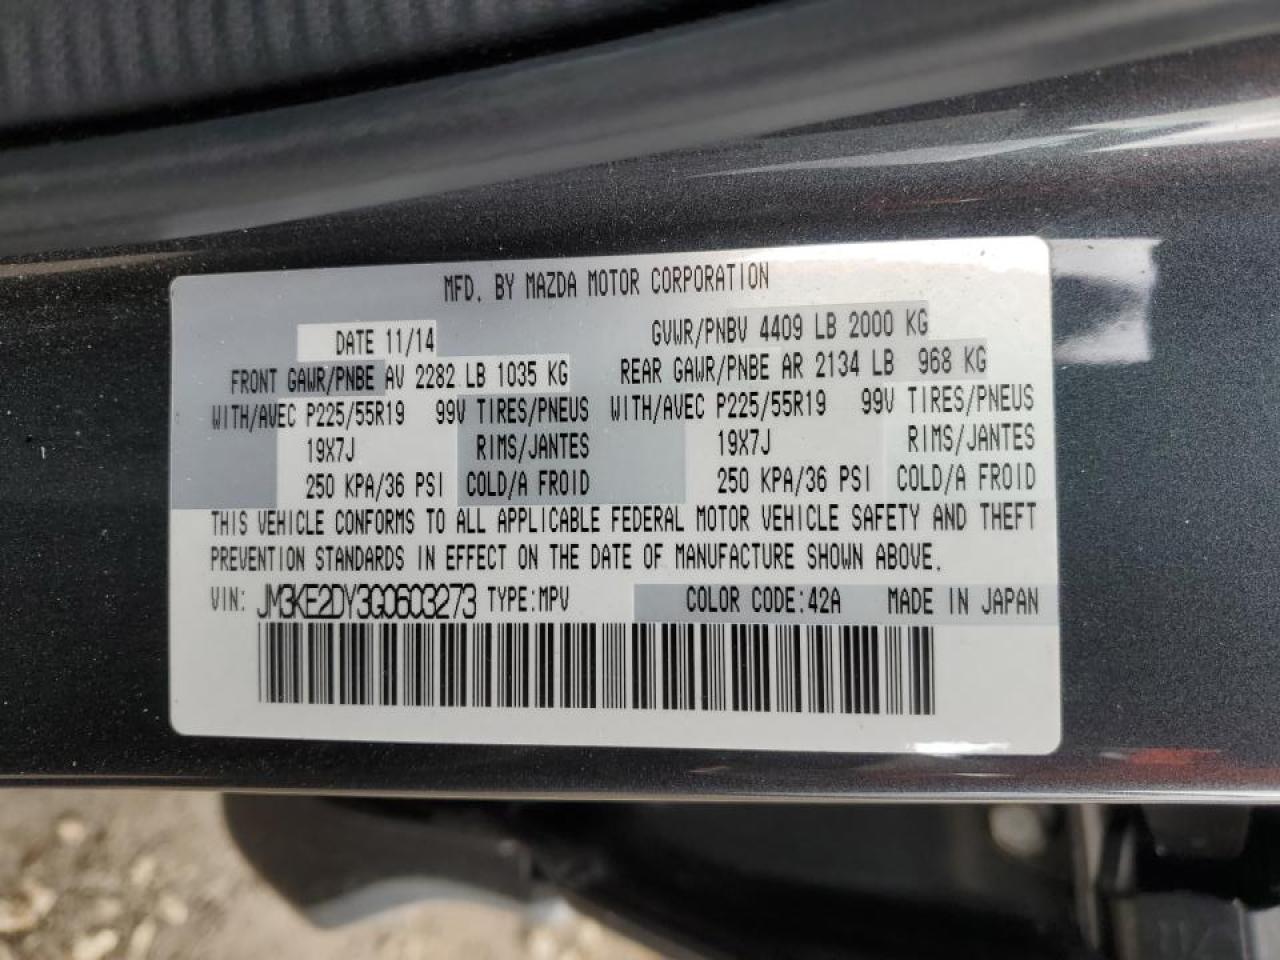 MFD. BY MAZDA MOTOR CORPORATION
DATE 11/14 GVWR/PNBV 4409 LB 2000 KG
FRONT GAWR/PNBE AV 2282 LB 1035 KG REAR GAWR/PNBE AR 2134 LB 968 KG
WITH/AVEC P225/55R19 99V TIRES/PNEUS WITH/AVEC P225/55R19 99V TIRES/PNEUS
19X7J RIMS/JANTES 19X7J RIMS/JANTES
250 KPA/36 PSI COLD/A FROID 250 KPA/36 PSI COLD/A FROID
THIS VEHICLE CONFORMS TO ALL APPLICABLE FEDERAL MOTOR VEHICLE SAFETY AND THEFT
PREVENTION STANDARDS IN EFFECT ON THE DATE OF MANUFACTURE SHOWN ABOVE.
VIN: JM3KE2DY3G0603273 TYPE:MPV COLOR CODE:42A MADE IN JAPAN